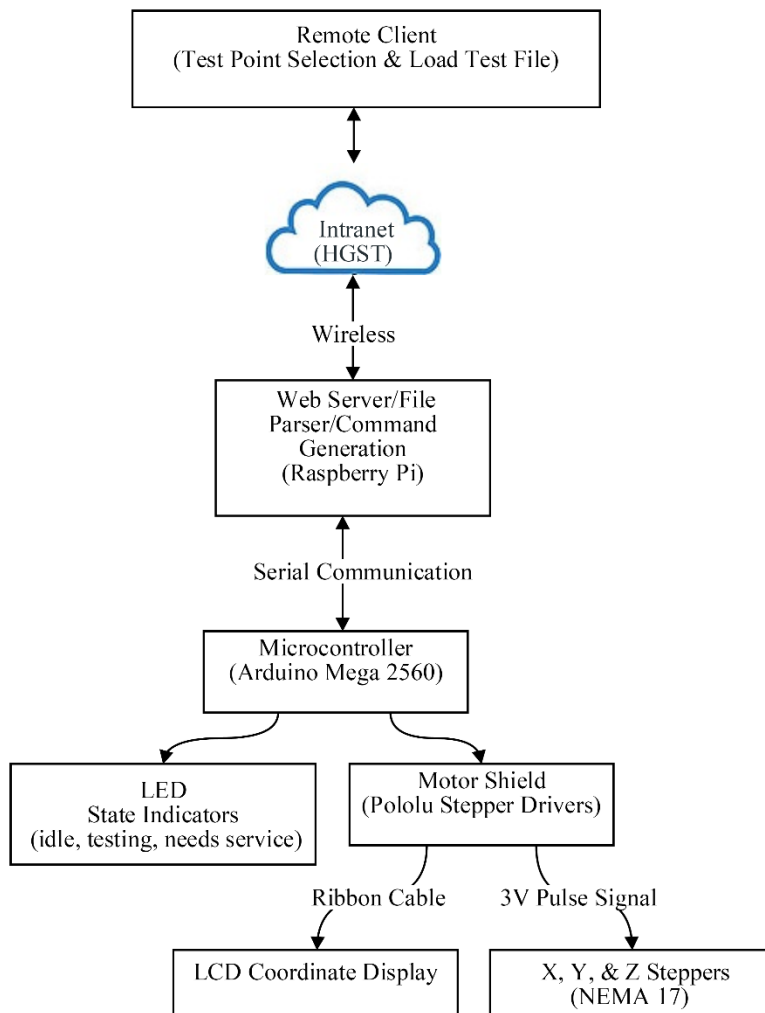 Remote Client
(Test Point Selection & Load Test File)
Intranet
(HGST)
Wireless
Web Server/File
Parser/Command
Generation
(Raspberry Pi)
Serial Communication
Microcontroller
(Arduino Mega 2560)
LED
State Indicators
(idle, testing, needs service)
Motor Shield
(Pololu Stepper Drivers)
Ribbon Cable
3V Pulse Signal
LCD Coordinate Display
X, Y, & Z Steppers
(NEMA 17)